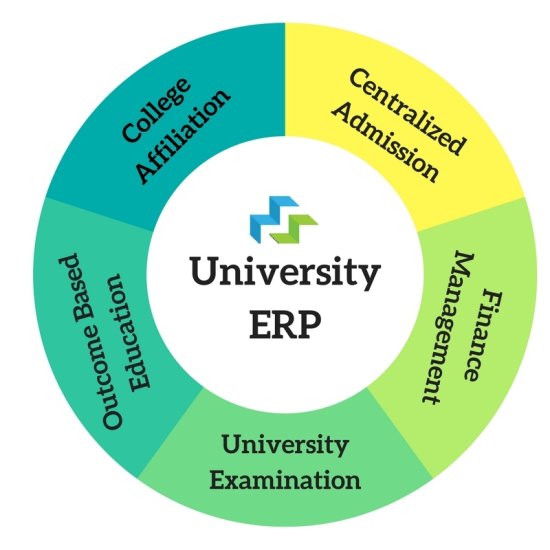 University
ERP
Centralized
Admission
Finance
Management
University
Examination
Outcome Based
Education
College
Affiliation